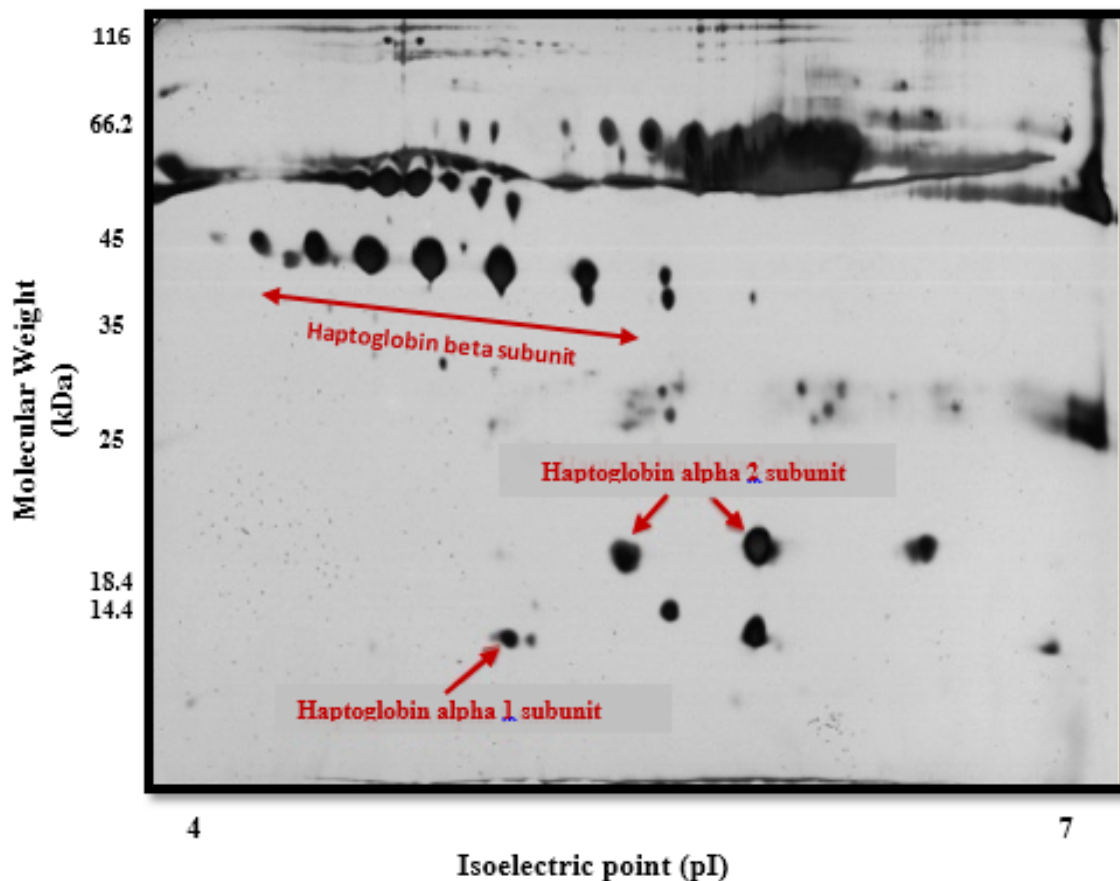 116
66.2
45
35
25
18.4
14.4
Molecular Weight
(kDa)
Haptoglobin beta subunit
Haptoglobin alpha 2 subunit
Haptoglobin alpha 1 subunit
4
7
Isoelectric point (pI)